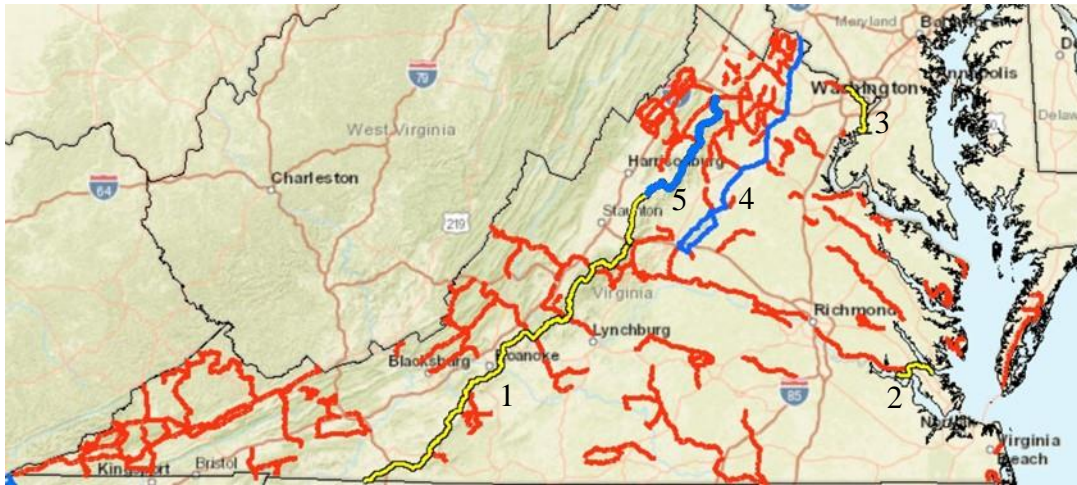 Maryland
Washington
Annapolis
79
West Virginia
Delaware
3
Harrisonburg
64
Charleston
5
4
Staunton
219
Virginia
Richmond
Lynchburg
Blacksburg
Roanoke
1
85
2
Virginia
Beach
Kingsport
Bristol